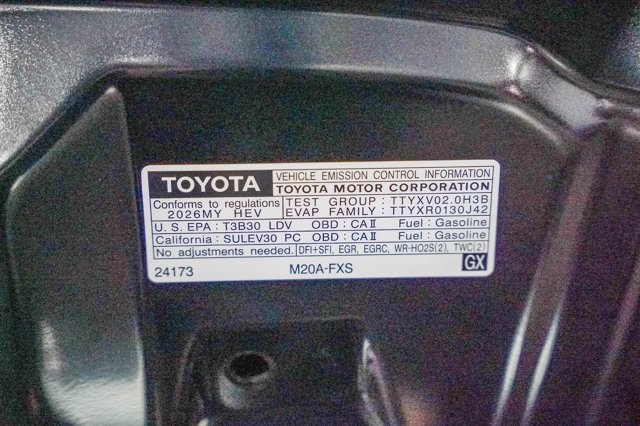 TOYOTA VEHICLE EMISSION CONTROL INFORMATION
TOYOTA MOTOR CORPORATION
Conforms to regulations TEST GROUP : TTYXV02.0H3B
2026MY HEV EVAP FAMILY : TTYXR0130J42
U.S. EPA : T3B30 LDV OBD : CAⅡ Fuel : Gasoline
California : SULEV30 PC OBD : CAⅡ Fuel : Gasoline
No adjustments needed. DFI+SFI, EGR, EGRC, WR-HO2S(2), TWC(2)
24173 M20A-FXS GX